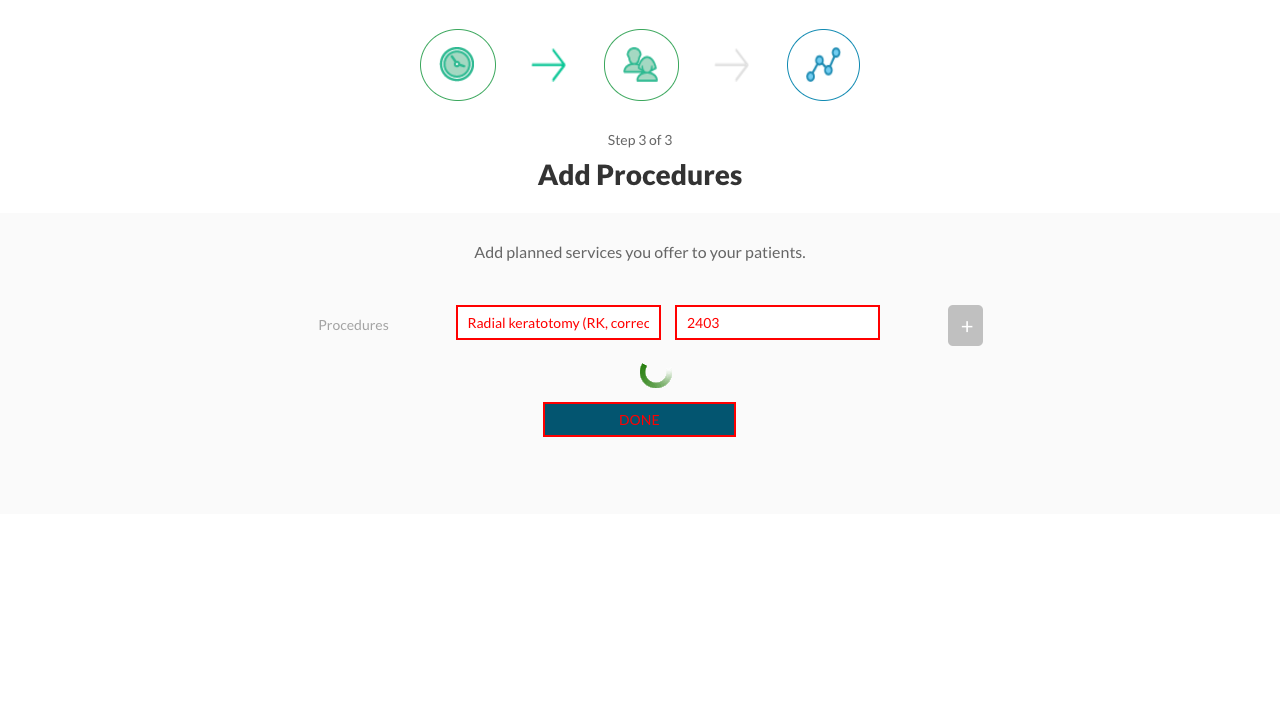 Step 3 of 3
Add Procedures
Add planned services you offer to your patients.
Procedures
Radial keratotomy (RK, correc
2403
+
DONE